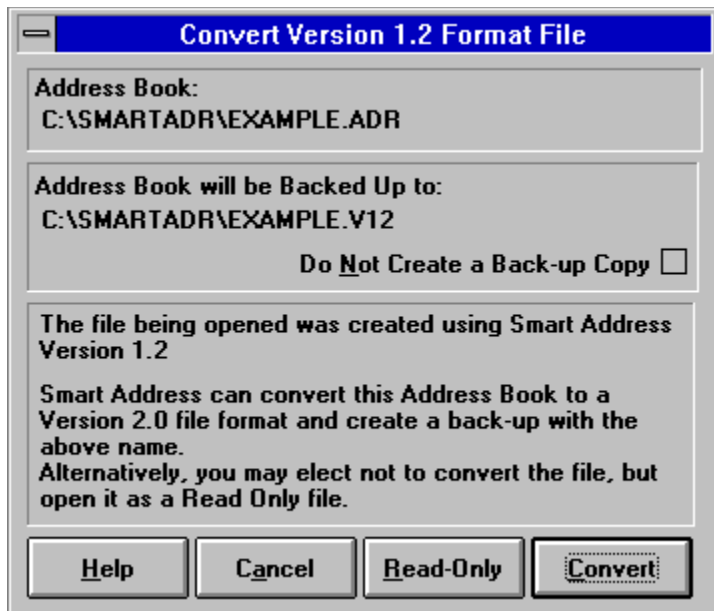 Convert Version 1.2 Format File
Address Book:
C:\SMARTADR\EXAMPLE.ADR
Address Book will be Backed Up to:
C:\SMARTADR\EXAMPLE.V12
Do Not Create a Back-up Copy
The file being opened was created using Smart Address
Version 1.2
Smart Address can convert this Address Book to a
Version 2.0 file format and create a back-up with the
above name.
Alternatively, you may elect not to convert the file, but
open it as a Read Only file.
Help Cancel Read-Only Convert